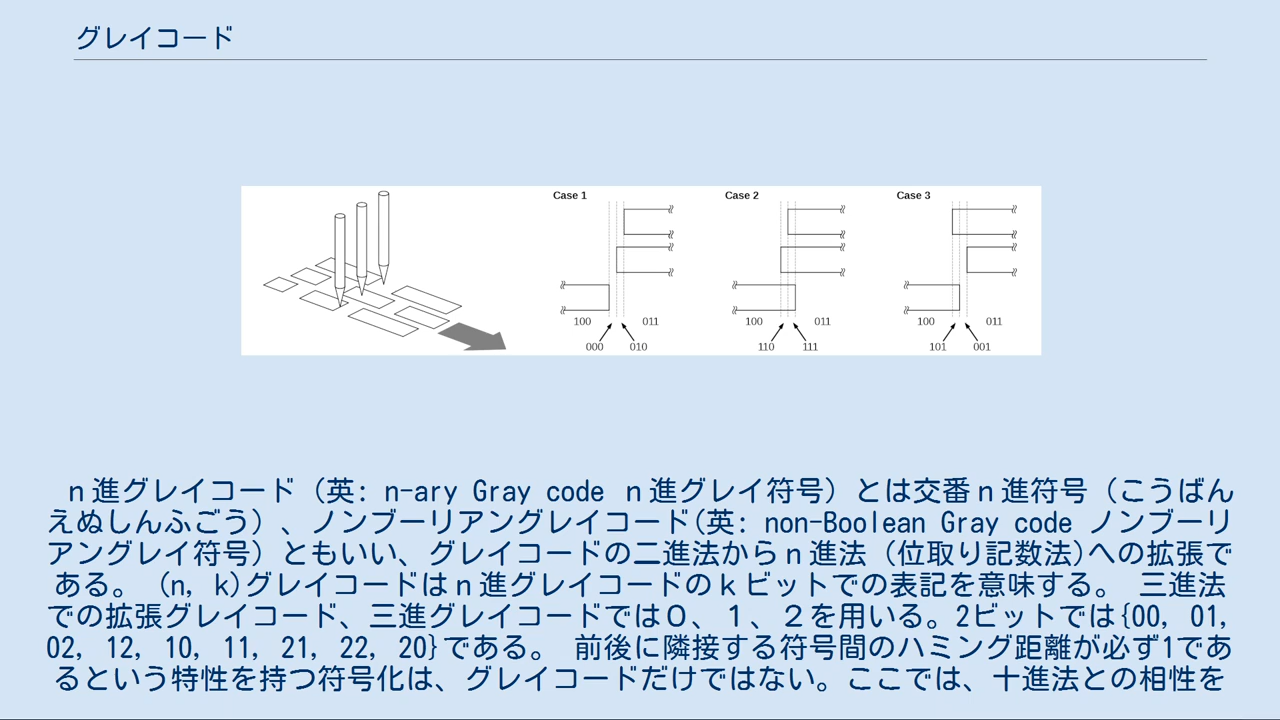 グレイコード
Case 1
Case 2
Case 3
100
011
000
010
100
011
110
111
100
011
101
001
ｎ進グレイコード（英: n-ary Gray code ｎ進グレイ符号）とは交番ｎ進符号（こうばん
えぬしんふごう）、ノンブーリアングレイコード(英: non-Boolean Gray code ノンブーリ
アングレイ符号）ともいい、グレイコードの二進法からｎ進法（位取り記数法)への拡張で
ある。 (n, k)グレイコードはｎ進グレイコードのｋビットでの表記を意味する。 三進法
での拡張グレイコード、三進グレイコードでは０、１、２を用いる。2ビットでは{00, 01,
02, 12, 10, 11, 21, 22, 20}である。 前後に隣接する符号間のハミング距離が必ず1であ
るという特性を持つ符号化は、グレイコードだけではない。ここでは、十進法との相性を